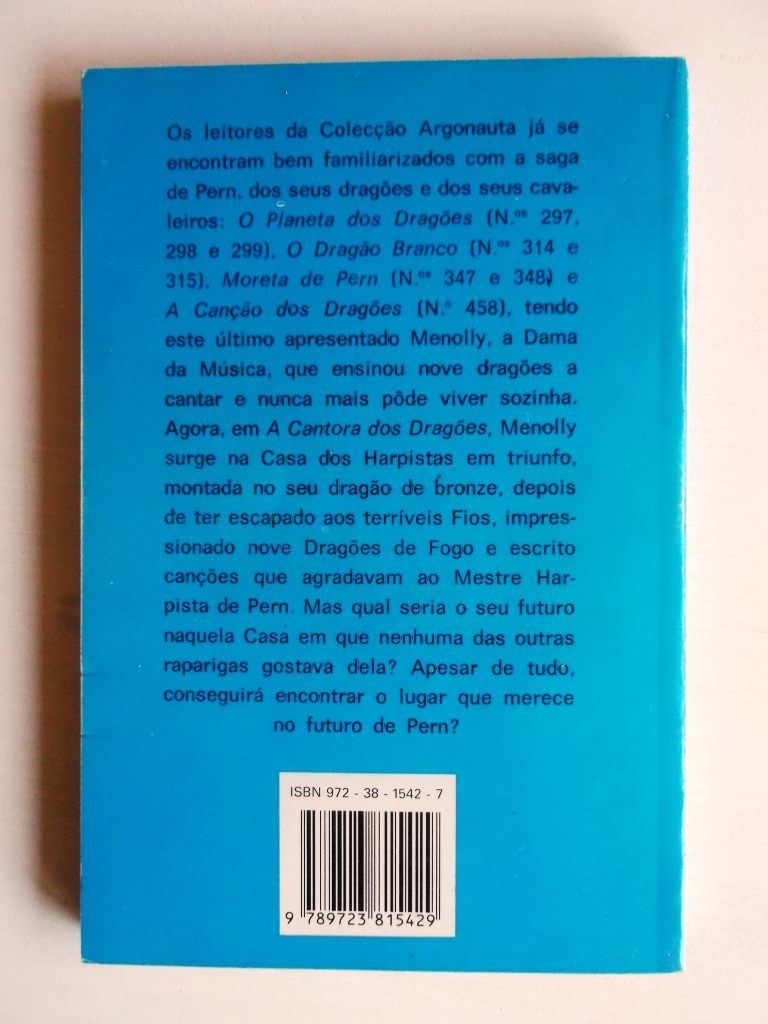 Os leitores da Colecção Argonauta já se
encontram bem familiarizados com a saga
de Pern, dos seus dragões e dos seus cava-
leiros: O Planeta dos Dragões (N.ºs 297,
298 e 299), O Dragão Branco (N.ºs 314 e
315), Moreta de Pern (N.ºs 347 e 348) e
A Canção dos Dragões (N.º 458), tendo
este último apresentado Menolly, a Dama
da Música, que ensinou nove dragões a
cantar e nunca mais pôde viver sozinha.
Agora, em A Cantora dos Dragões, Menolly
surge na Casa dos Harpistas em triunfo,
montada no seu dragão de bronze, depois
de ter escapado aos terríveis Fios, impres-
sionado nove Dragões de Fogo e escrito
canções que agradavam ao Mestre Har-
pista de Pern. Mas qual seria o seu futuro
naquela Casa em que nenhuma das outras
raparigas gostava dela? Apesar de tudo,
conseguirá encontrar o lugar que merece
no futuro de Pern?
ISBN 972 - 38 - 1542 - 7
9 789723 815429